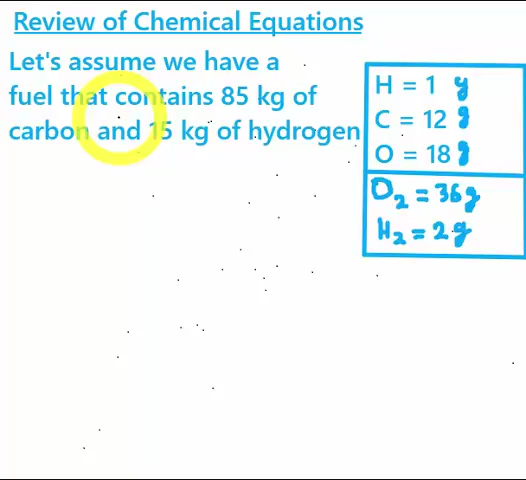 Review of Chemical Equations
Let's assume we have a
fuel that contains 85 kg of
carbon and 15 kg of hydrogen
H = 1 g
C = 12 g
O = 18 g
O₂ = 36 g
H₂ = 2 g